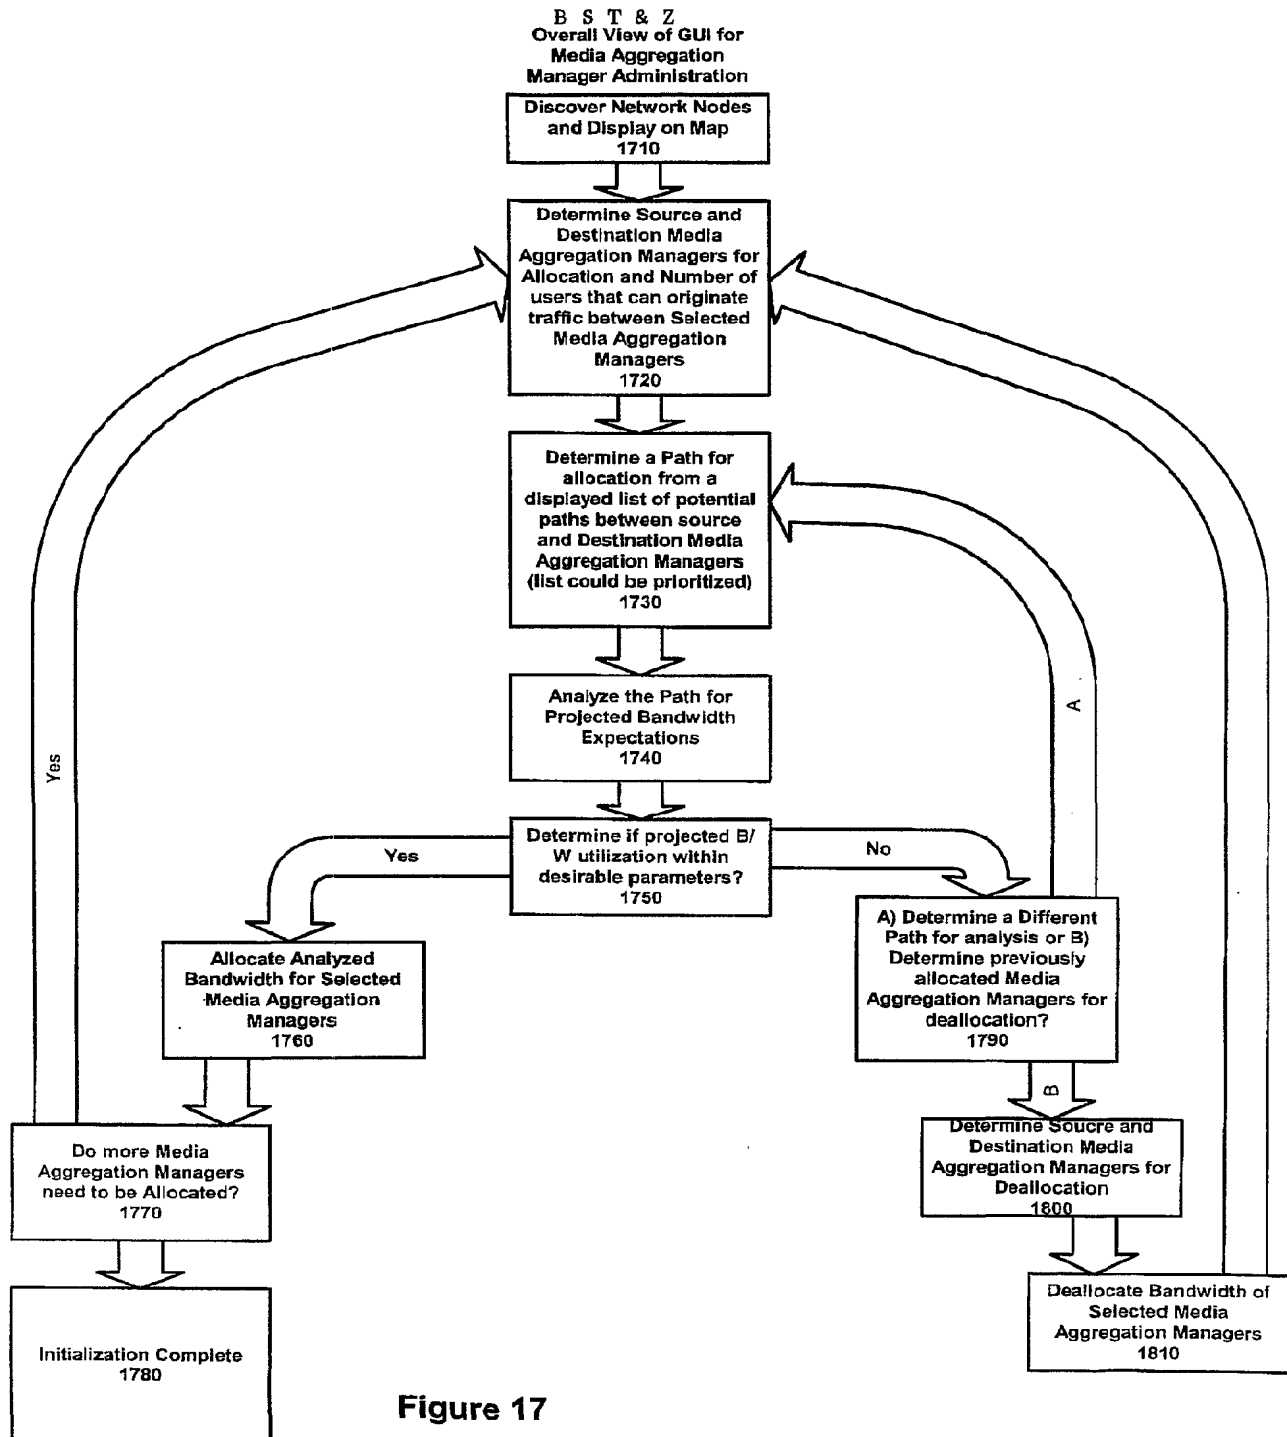 B S T & Z
Overall View of GUI for
Media Aggregation
Manager Administration
Discover Network Nodes
and Display on Map
1710
Determine Source and
Destination Media
Aggregation Managers for
Allocation and Number of
users that can originate
traffic between Selected
Media Aggregation
Managers
1720
Determine a Path for
allocation from a
displayed list of potential
paths between source
and Destination Media
Aggregation Managers
(list could be prioritized)
1730
Analyze the Path for
Projected Bandwidth
Expectations
1740
Determine if projected B/
W utilization within
desirable parameters?
1750
Yes
No
Yes
A
Allocate Analyzed
Bandwidth for Selected
Media Aggregation
Managers
1760
A) Determine a Different
Path for analysis or B)
Determine previously
allocated Media
Aggregation Managers for
deallocation?
1790
B
Do more Media
Aggregation Managers
need to be Allocated?
1770
Determine Soucre and
Destination Media
Aggregation Managers for
Deallocation
1800
Initialization Complete
1780
Deallocate Bandwidth of
Selected Media
Aggregation Managers
1810
Figure 17